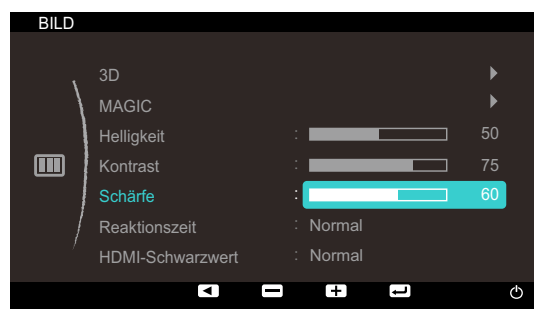 BILD
3D
MAGIC
Helligkeit : 50
Kontrast : 75
Schärfe : 60
Reaktionszeit : Normal
HDMI-Schwarzwert : Normal